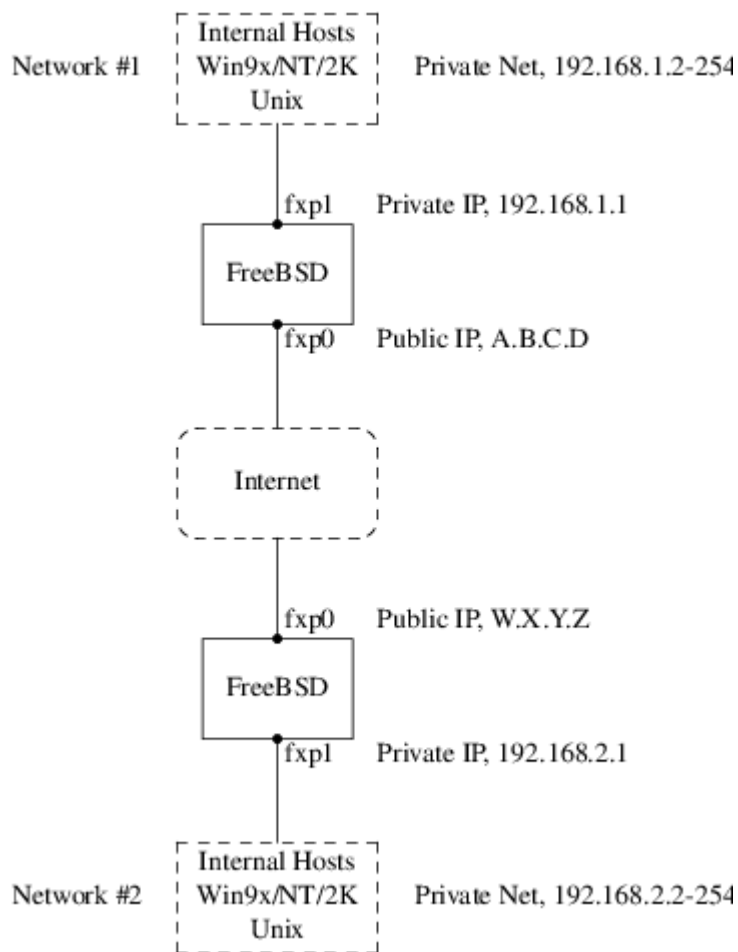 Internal Hosts
Network #1 Win9x/NT/2K Private Net, 192.168.1.2-254
Unix
fxp1 Private IP, 192.168.1.1
FreeBSD
fxp0 Public IP, A.B.C.D
Internet
fxp0 Public IP, W.X.Y.Z
FreeBSD
fxp1 Private IP, 192.168.2.1
Internal Hosts
Network #2 Win9x/NT/2K Private Net, 192.168.2.2-254
Unix